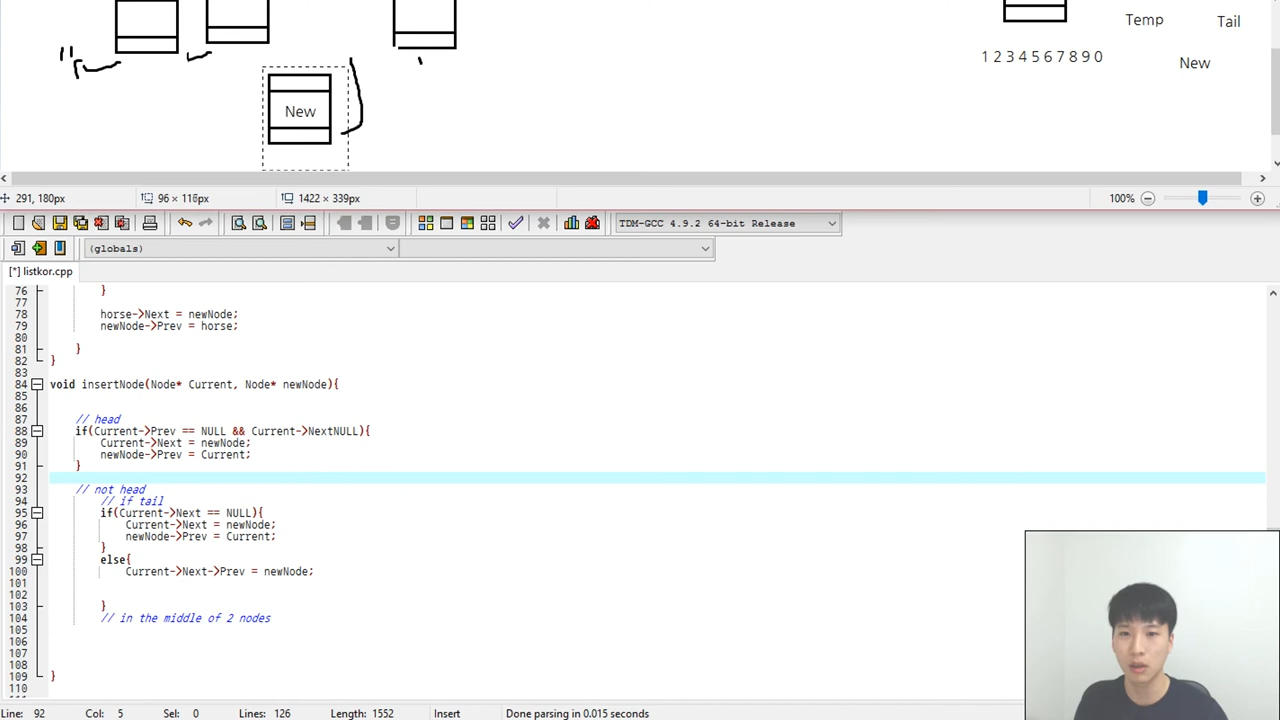 Temp
Tail
1 2 3 4 5 6 7 8 9 0
New
New
291, 180px
96 × 118px
1422 × 339px
100%
TDM-GCC 4.9.2 64-bit Release
(globals)
[*] listkor.cpp
76 }
77
78 horse->Next = newNode;
79 newNode->Prev = horse;
80
81 }
82 }
83
84 void insertNode(Node* Current, Node* newNode){
85
86
87 // head
88 if(Current->Prev == NULL && Current->NextNULL){
89 Current->Next = newNode;
90 newNode->Prev = Current;
91 }
92
93 // not head
94 // if tail
95 if(Current->Next == NULL){
96 Current->Next = newNode;
97 newNode->Prev = Current;
98 }
99 else{
100 Current->Next->Prev = newNode;
101
102
103 }
104 // in the middle of 2 nodes
105
106
107
108
109 }
110
Line: 92 Col: 5 Sel: 0 Lines: 126 Length: 1552 Insert Done parsing in 0.015 seconds